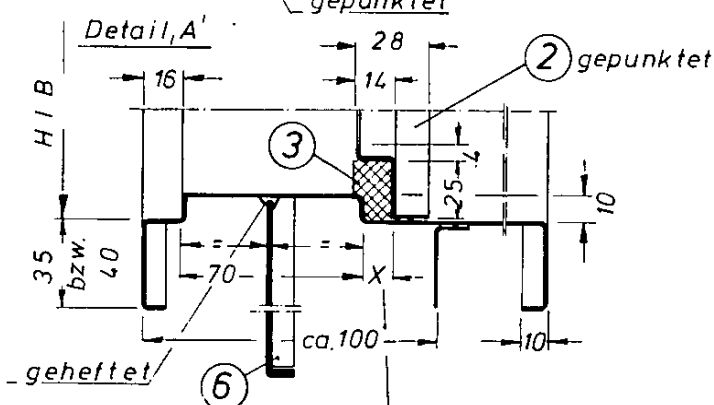 gepunktet
Detail,A'
28
2 gepunktet
16
14
H I B
3
4
25
10
= =
35 bzw. 40
70
X
ca.100
10
geheftet
6